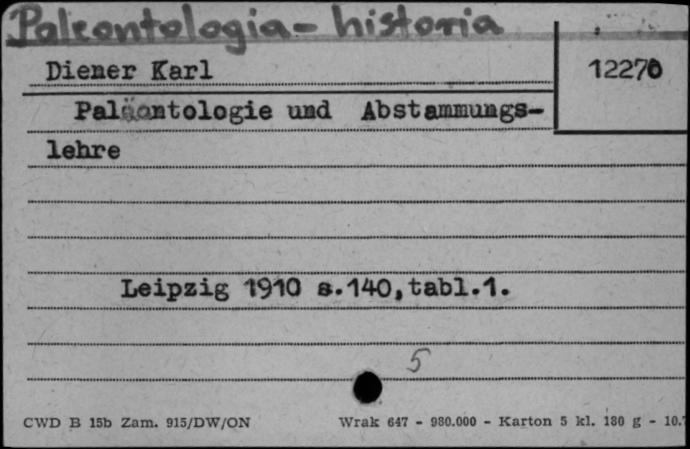 Paleontologia - historia
Diener Karl
12270
Paläontologie und Abstammungs-
lehre
Leipzig 1910 s.140,tabl.1.
5
CWD B 15b Zam. 915/DW/ON
Wrak 647 - 980.000 - Karton 5 kl. 180 g - 10.